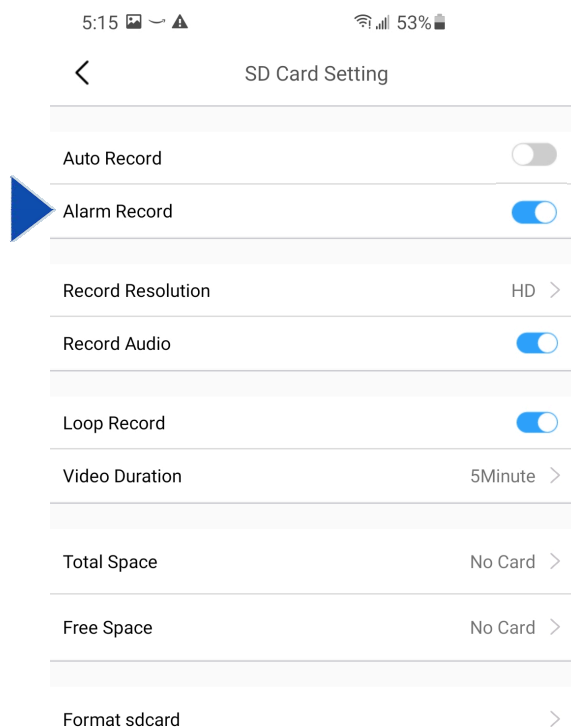 5:15 53%
SD Card Setting
Auto Record
Alarm Record
Record Resolution HD
Record Audio
Loop Record
Video Duration 5Minute
Total Space No Card
Free Space No Card
Format sdcard